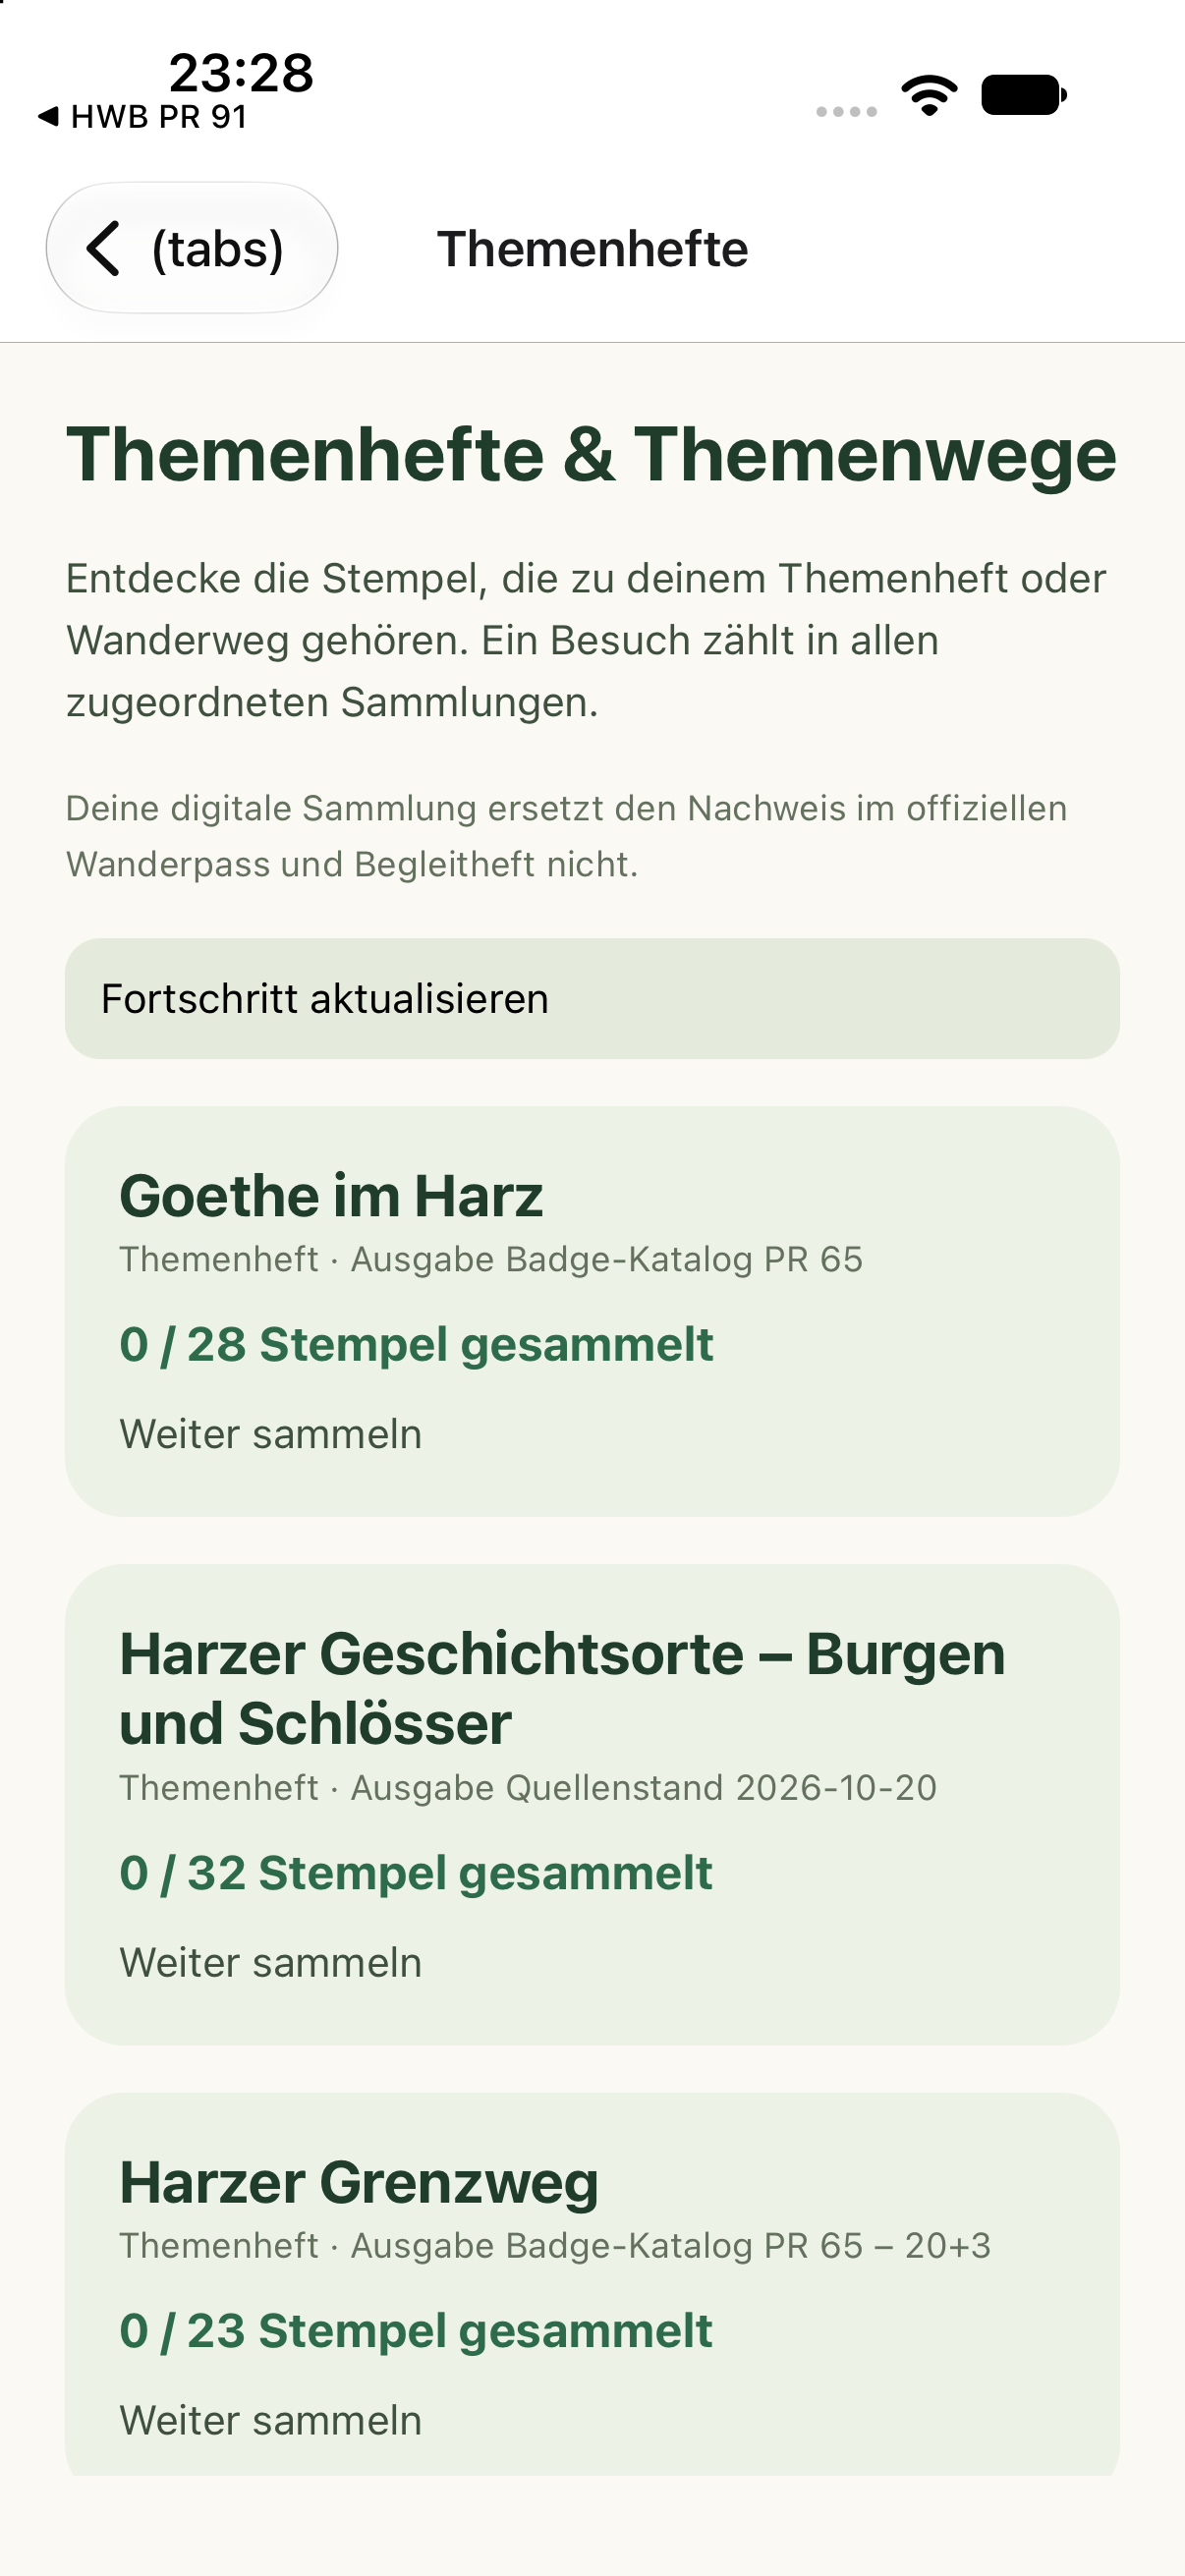 23:28
◀ HWB PR 91
(tabs)
Themenhefte
Themenhefte & Themenwege
Entdecke die Stempel, die zu deinem Themenheft oder
Wanderweg gehören. Ein Besuch zählt in allen
zugeordneten Sammlungen.
Deine digitale Sammlung ersetzt den Nachweis im offiziellen
Wanderpass und Begleitheft nicht.
Fortschritt aktualisieren
Goethe im Harz
Themenheft · Ausgabe Badge-Katalog PR 65
0 / 28 Stempel gesammelt
Weiter sammeln
Harzer Geschichtsorte – Burgen
und Schlösser
Themenheft · Ausgabe Quellenstand 2026-10-20
0 / 32 Stempel gesammelt
Weiter sammeln
Harzer Grenzweg
Themenheft · Ausgabe Badge-Katalog PR 65 – 20+3
0 / 23 Stempel gesammelt
Weiter sammeln